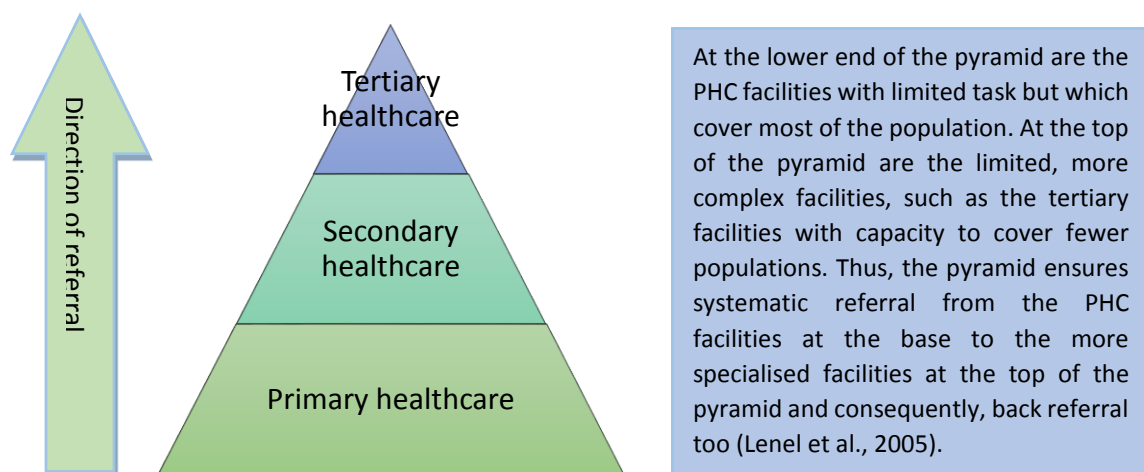 Direction of referral
Tertiary
healthcare
Secondary
healthcare
Primary healthcare
At the lower end of the pyramid are the
PHC facilities with limited task but which
cover most of the population. At the top
of the pyramid are the limited, more
complex facilities, such as the tertiary
facilities with capacity to cover fewer
populations. Thus, the pyramid ensures
systematic referral from the PHC
facilities at the base to the more
specialised facilities at the top of the
pyramid and consequently, back referral
too (Lenel et al., 2005).